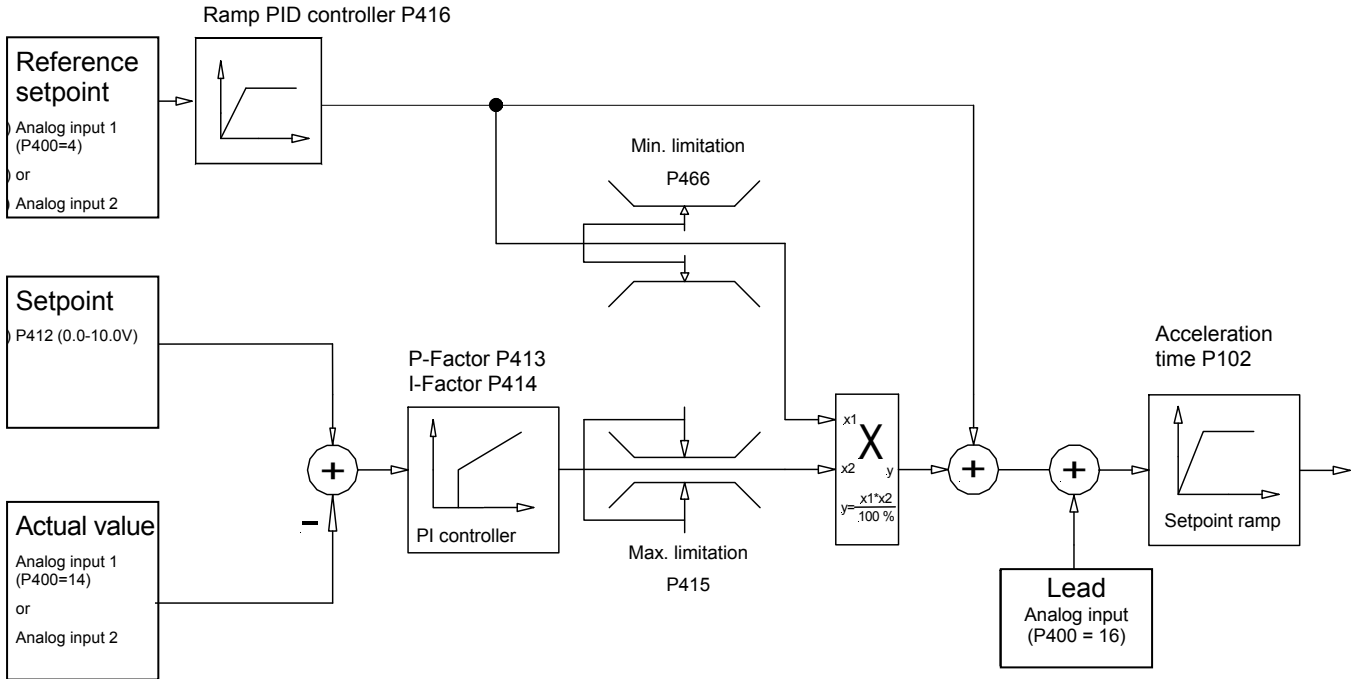 Ramp PID controller P416
Reference
setpoint
) Analog input 1
(P400=4)
) or
) Analog input 2
Min. limitation
P466
Setpoint
) P412 (0.0-10.0V)
P-Factor P413
I-Factor P414
Acceleration
time P102
+
PI controller
x1
X
x2
y
y=x1*x2
100 %
+
+
Setpoint ramp
Actual value
Analog input 1
(P400=14)
or
Analog input 2
−
Max. limitation
P415
Lead
Analog input
(P400 = 16)